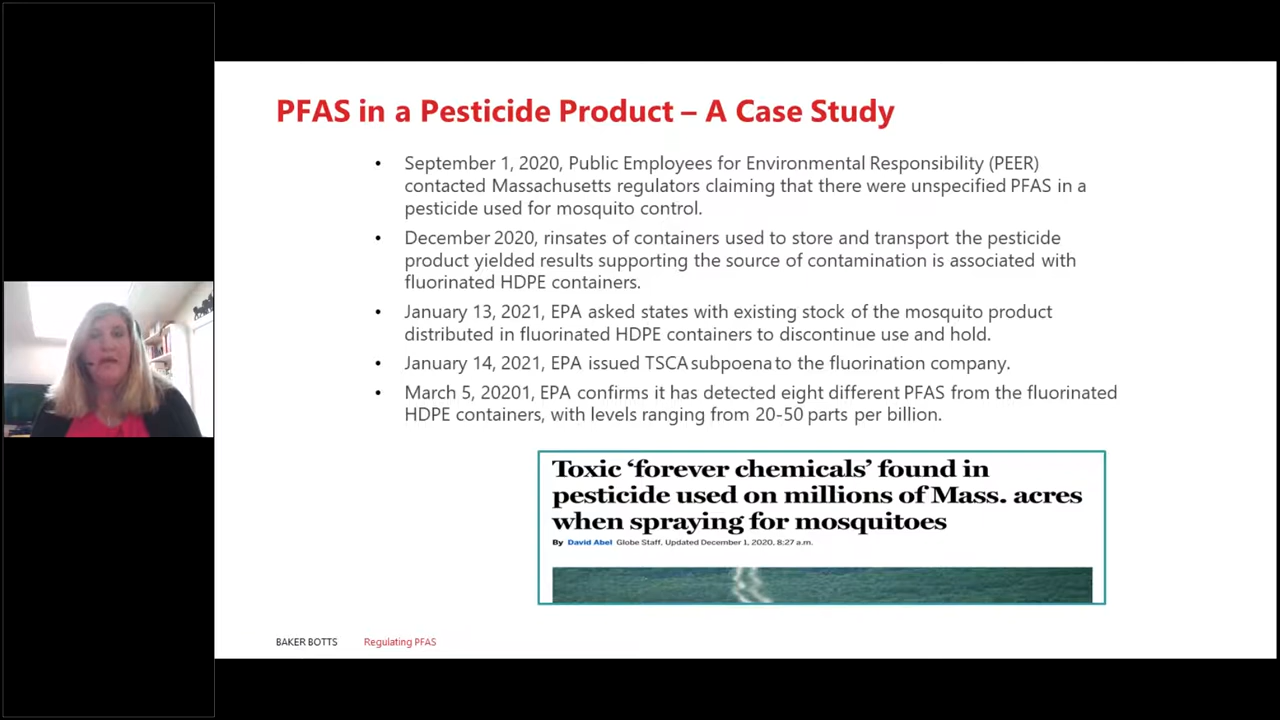 PFAS in a Pesticide Product – A Case Study
• September 1, 2020, Public Employees for Environmental Responsibility (PEER)
contacted Massachusetts regulators claiming that there were unspecified PFAS in a
pesticide used for mosquito control.
• December 2020, rinsates of containers used to store and transport the pesticide
product yielded results supporting the source of contamination is associated with
fluorinated HDPE containers.
• January 13, 2021, EPA asked states with existing stock of the mosquito product
distributed in fluorinated HDPE containers to discontinue use and hold.
• January 14, 2021, EPA issued TSCA subpoena to the fluorination company.
• March 5, 20201, EPA confirms it has detected eight different PFAS from the fluorinated
HDPE containers, with levels ranging from 20-50 parts per billion.
Toxic ‘forever chemicals’ found in
pesticide used on millions of Mass. acres
when spraying for mosquitoes
By David Abel Globe Staff, Updated December 1, 2020, 8:27 a.m.
BAKER BOTTS Regulating PFAS